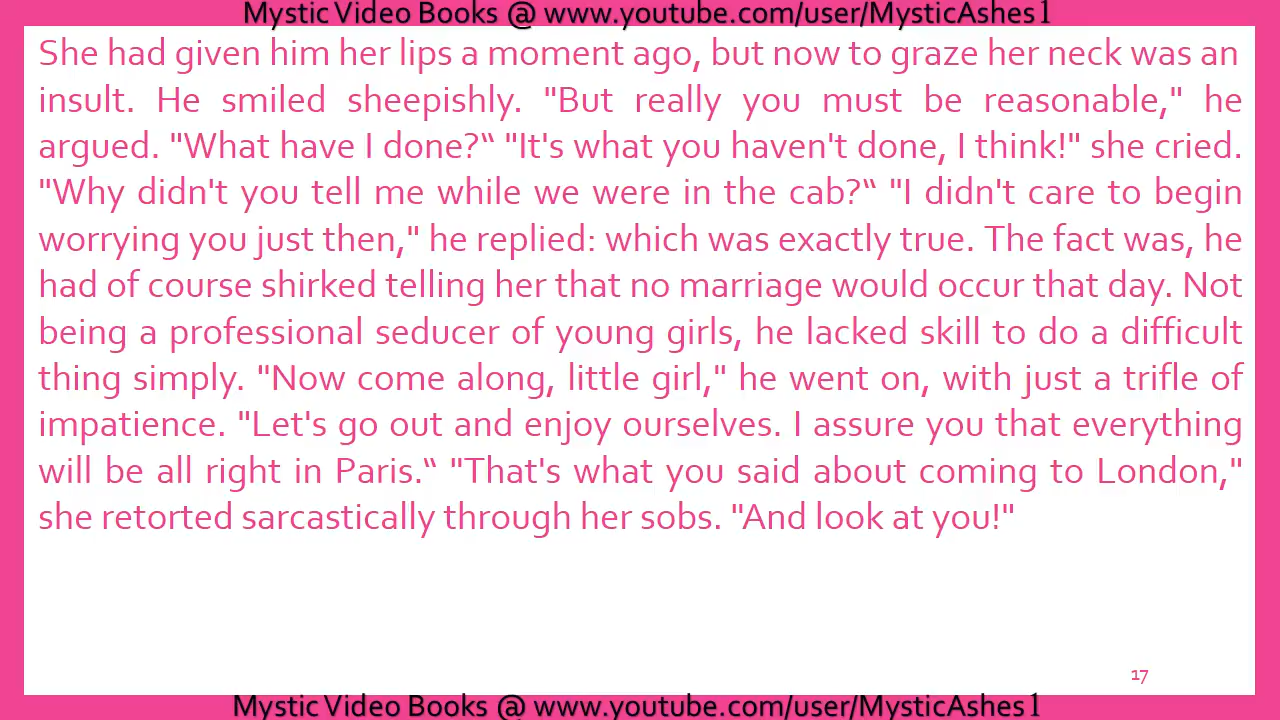 Mystic Video Books @ www.youtube.com/user/MysticAshes1
She had given him her lips a moment ago, but now to graze her neck was an
insult. He smiled sheepishly. "But really you must be reasonable," he
argued. "What have I done?“ "It's what you haven't done, I think!" she cried.
"Why didn't you tell me while we were in the cab?“ "I didn't care to begin
worrying you just then," he replied: which was exactly true. The fact was, he
had of course shirked telling her that no marriage would occur that day. Not
being a professional seducer of young girls, he lacked skill to do a difficult
thing simply. "Now come along, little girl," he went on, with just a trifle of
impatience. "Let's go out and enjoy ourselves. I assure you that everything
will be all right in Paris.“ "That's what you said about coming to London,"
she retorted sarcastically through her sobs. "And look at you!"
17
Mystic Video Books @ www.youtube.com/user/MysticAshes1